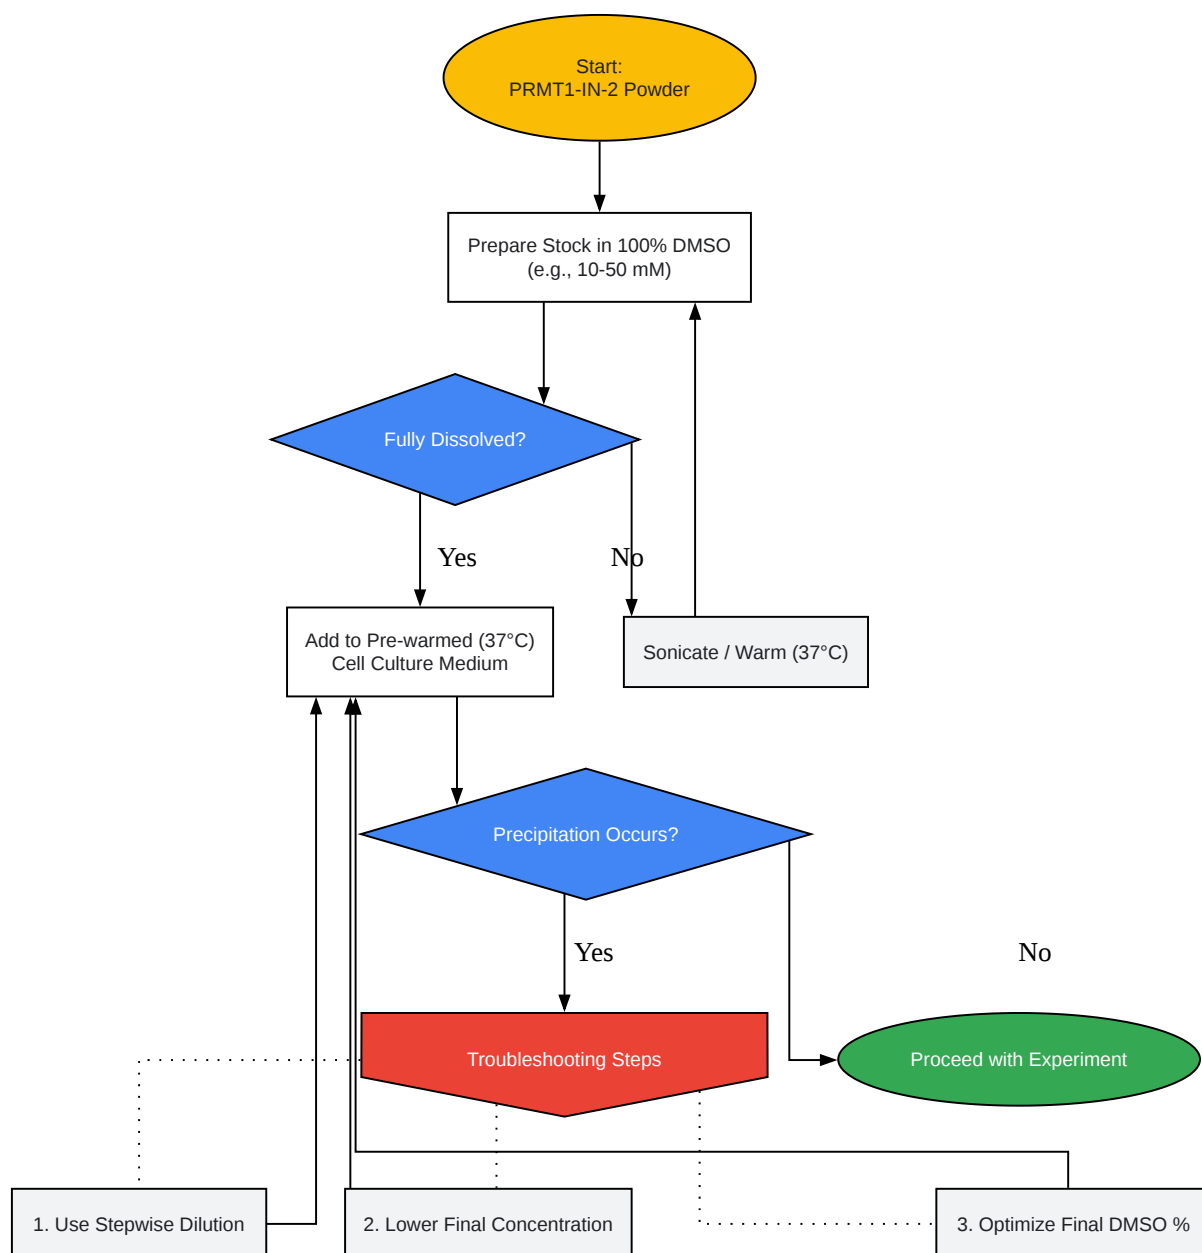 Start:
PRMT1-IN-2 Powder
Prepare Stock in 100% DMSO
(e.g., 10-50 mM)
Fully Dissolved?
Yes
No
Add to Pre-warmed (37°C)
Cell Culture Medium
Sonicate / Warm (37°C)
Precipitation Occurs?
Yes
No
Troubleshooting Steps
Proceed with Experiment
1. Use Stepwise Dilution
2. Lower Final Concentration
3. Optimize Final DMSO %